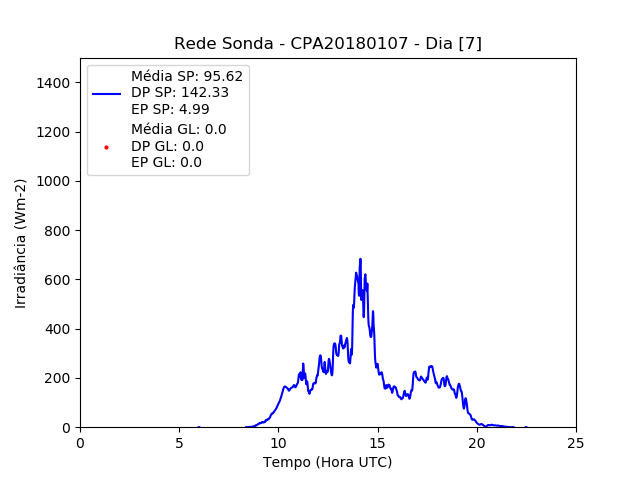 Rede Sonda - CPA20180107 - Dia [7]
Média SP: 95.62
DP SP: 142.33
EP SP: 4.99
Média GL: 0.0
DP GL: 0.0
EP GL: 0.0
Irradiância (Wm-2)
1400
1200
1000
800
600
400
200
0
0 5 10 15 20 25
Tempo (Hora UTC)